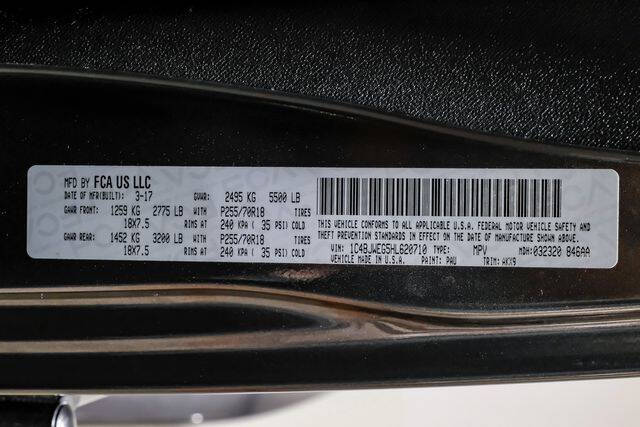 MFD BY FCA US LLC
DATE OF MFR(BUILT): 3-17 GVWR: 2495 KG 5500 LB
GAWR FRONT: 1259 KG 2775 LB WITH P255/70R18 TIRES
18X7.5 RIMS AT 240 KPA ( 35 PSI) COLD
GAWR REAR: 1452 KG 3200 LB WITH P255/70R18 TIRES
18X7.5 RIMS AT 240 KPA ( 35 PSI) COLD
THIS VEHICLE CONFORMS TO ALL APPLICABLE U.S.A. FEDERAL MOTOR VEHICLE SAFETY AND
THEFT PREVENTION STANDARDS IN EFFECT ON THE DATE OF MANUFACTURE SHOWN ABOVE.
VIN: 1C4BJWEG5HL620710 TYPE: MPV MDH: 032320 846AA
MADE IN U.S.A. PAINT: PAU TRIM: AKX9